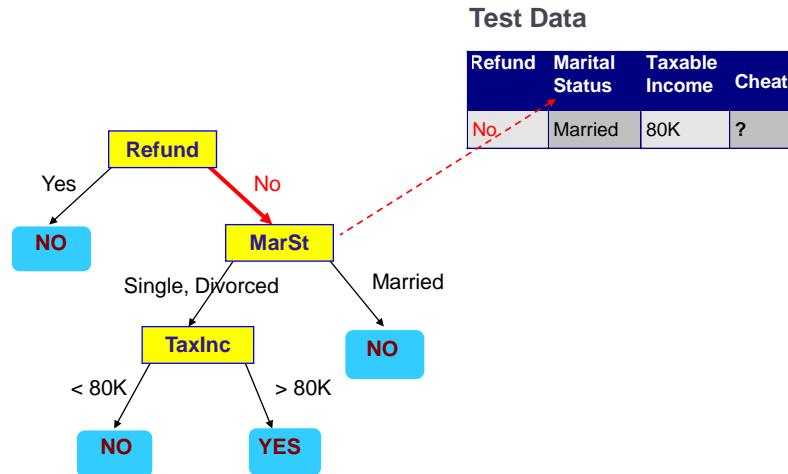 Test Data
Refund Marital Status Taxable Income Cheat
No Married 80K ?
Refund
Yes
No
NO
MarSt
Single, Divorced
Married
TaxInc
NO
< 80K
> 80K
NO
YES